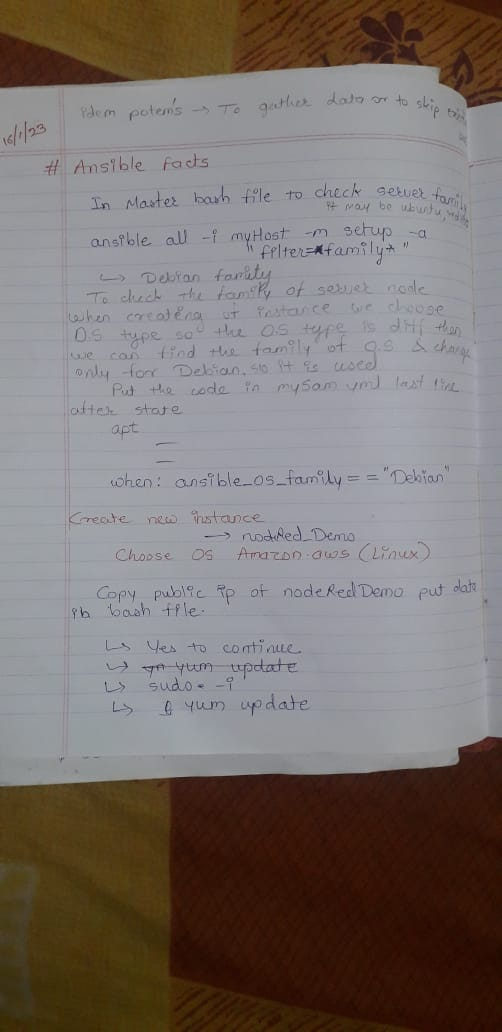 Idem poten's → To gather data or to skip
16/1/23
# Ansible facts
In Master bash file to check server family
it may be ubuntu,
ansible all -i myHost -m setup -a
"filter=*family*"
↳ Debian family
To check the family of server node
when creating of instance we choose
O.S type so the O.S type is diff then
we can find the family of O.S & change
only for Debian, so it is used
Put the code in mysam yml last line
after state
apt
=
=
when: ansible_os_family == "Debian"
Create new instance
→ nodeRed_Demo
Choose OS Amazon.aws (Linux)
Copy public ip of nodeRedDemo put data
in bash file.
↳ Yes to continue
↳ yum update
↳ sudo -i
↳ yum update